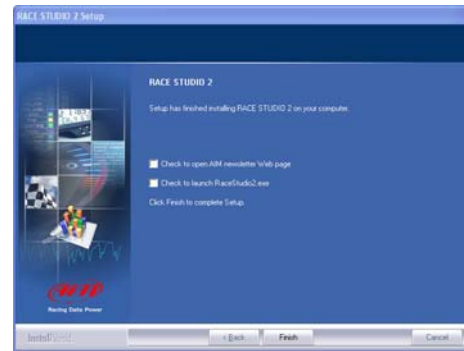 RACE STUDIO 2 Setup
RACE STUDIO 2
Setup has finished installing RACE STUDIO 2 on your computer.
Check to open AIM newsletter Web page
Check to launch RaceStudio2.exe
Click Finish to complete Setup.
AIM
Racing Data Power
InstallShield
< Back
Finish
Cancel